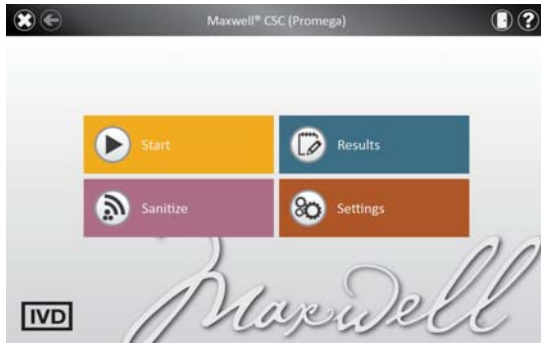 Maxwell® CSC (Promega)
?
Start
Results
Sanitize
Settings
Maxwell
IVD